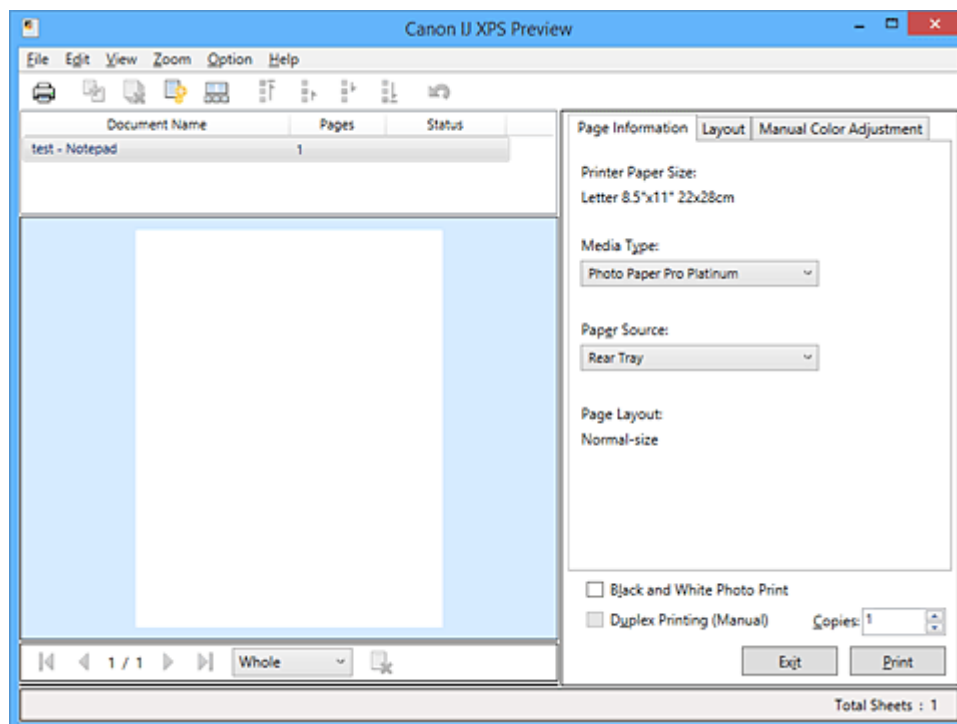 Canon IJ XPS Preview
File Edit View Zoom Option Help
Document Name Pages Status
test - Notepad 1
Page Information Layout Manual Color Adjustment
Printer Paper Size:
Letter 8.5"x11" 22x28cm
Media Type:
Photo Paper Pro Platinum
Paper Source:
Rear Tray
Page Layout:
Normal-size
Black and White Photo Print
Duplex Printing (Manual) Copies: 1
1 / 1 Whole
Exit Print
Total Sheets : 1